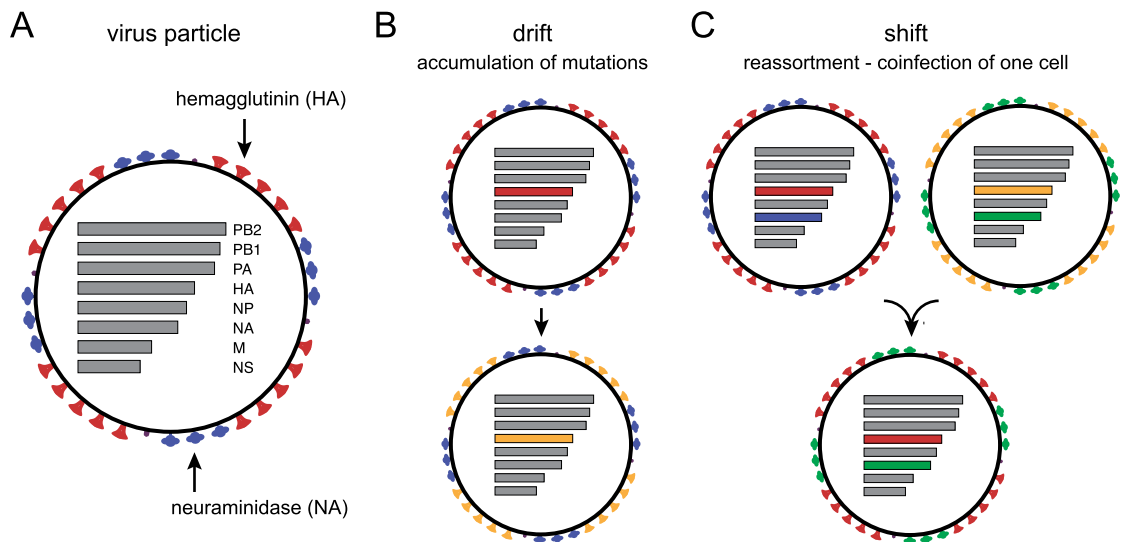 A
virus particle
hemagglutinin (HA)
PB2
PB1
PA
HA
NP
NA
M
NS
neuraminidase (NA)
B
drift
accumulation of mutations
C
shift
reassortment - coinfection of one cell